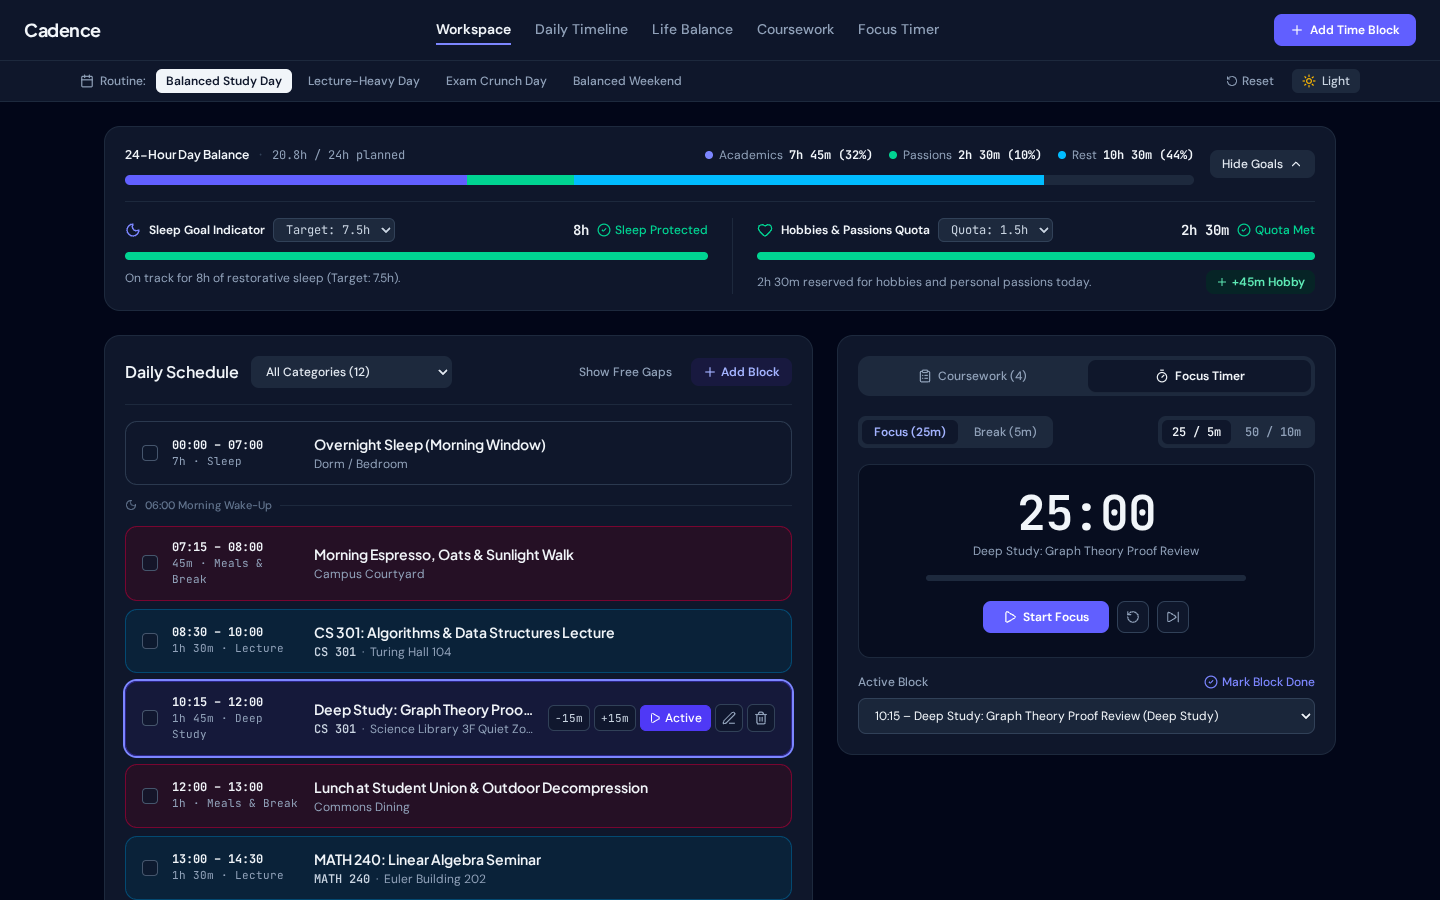 Cadence
Workspace
Daily Timeline
Life Balance
Coursework
Focus Timer
Add Time Block
Routine:
Balanced Study Day
Lecture-Heavy Day
Exam Crunch Day
Balanced Weekend
Reset
Light
24-Hour Day Balance · 20.8h / 24h planned
Academics 7h 45m (32%)
Passions 2h 30m (10%)
Rest 10h 30m (44%)
Hide Goals
Sleep Goal Indicator
Target: 7.5h
8h
Sleep Protected
On track for 8h of restorative sleep (Target: 7.5h).
Hobbies & Passions Quota
Quota: 1.5h
2h 30m
Quota Met
2h 30m reserved for hobbies and personal passions today.
+45m Hobby
Daily Schedule
All Categories (12)
Show Free Gaps
Add Block
00:00 – 07:00
7h · Sleep
Overnight Sleep (Morning Window)
Dorm / Bedroom
06:00 Morning Wake-Up
07:15 – 08:00
45m · Meals &
Break
Morning Espresso, Oats & Sunlight Walk
Campus Courtyard
08:30 – 10:00
1h 30m · Lecture
CS 301: Algorithms & Data Structures Lecture
CS 301 · Turing Hall 104
10:15 – 12:00
1h 45m · Deep
Study
Deep Study: Graph Theory Proo...
CS 301 · Science Library 3F Quiet Zo...
-15m
+15m
Active
12:00 – 13:00
1h · Meals & Break
Lunch at Student Union & Outdoor Decompression
Commons Dining
13:00 – 14:30
1h 30m · Lecture
MATH 240: Linear Algebra Seminar
MATH 240 · Euler Building 202
Coursework (4)
Focus Timer
Focus (25m)
Break (5m)
25 / 5m
50 / 10m
25:00
Deep Study: Graph Theory Proof Review
Start Focus
Active Block
Mark Block Done
10:15 – Deep Study: Graph Theory Proof Review (Deep Study)